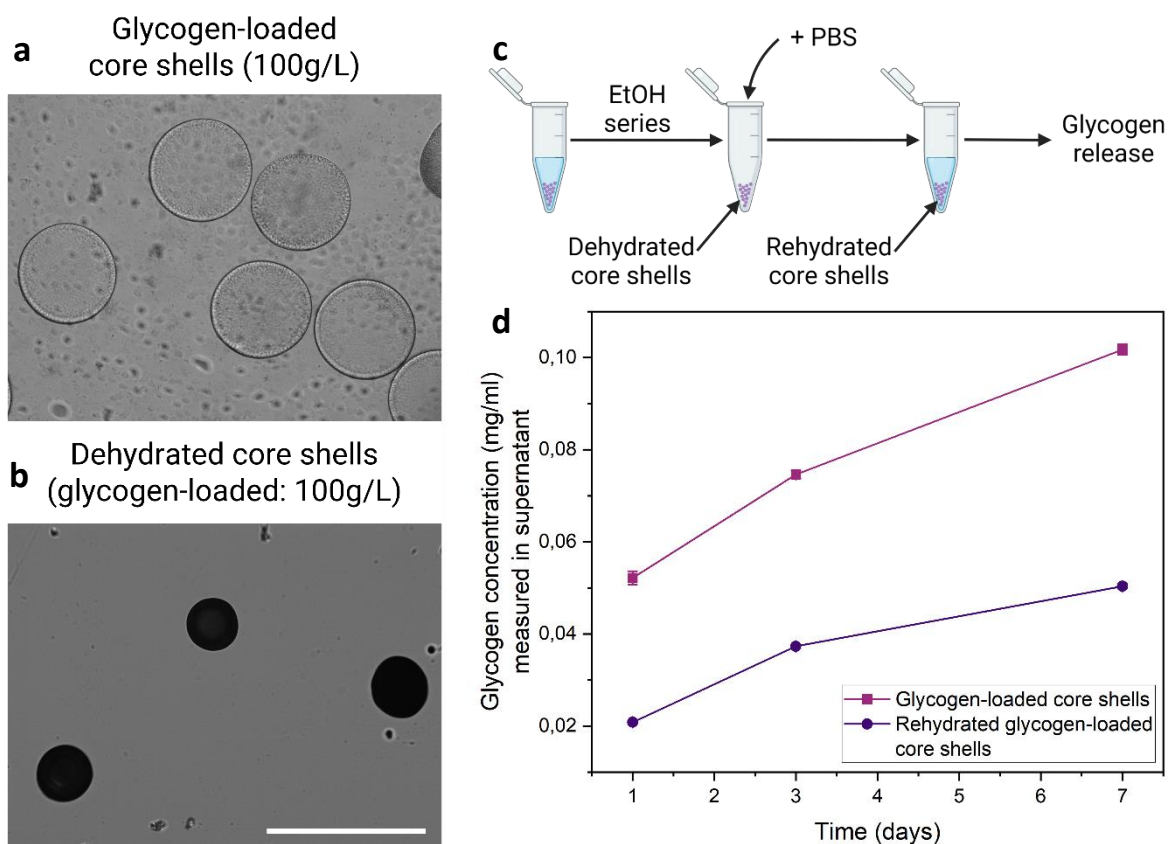 a
Glycogen-loaded
core shells (100g/L)
b
Dehydrated core shells
(glycogen-loaded: 100g/L)
c
+ PBS
EtOH
series
Glycogen
release
Dehydrated
core shells
Rehydrated
core shells
d
Glycogen concentration (mg/ml)
measured in supernatant
0,10
0,08
0,06
0,04
0,02
Glycogen-loaded core shells
Rehydrated glycogen-loaded
core shells
1 2 3 4 5 6 7
Time (days)